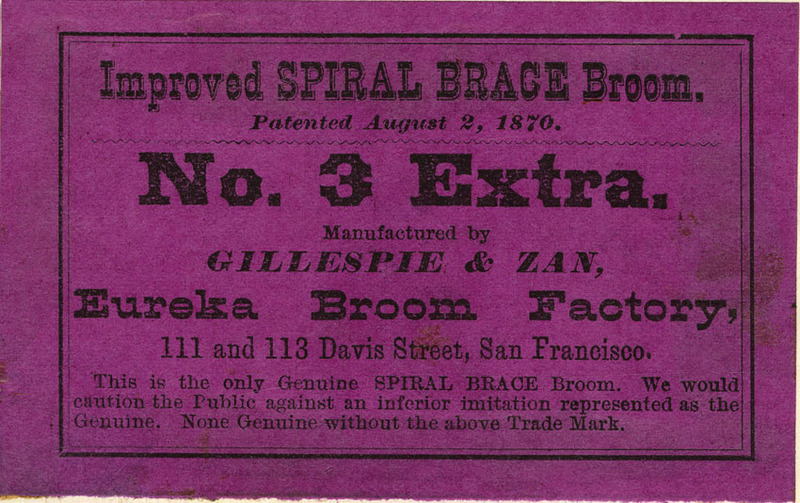 Improved SPIRAL BRACE Broom.
Patented August 2, 1870.
No. 3 Extra.
Manufactured by
GILLESPIE & ZAN,
Eureka Broom Factory,
111 and 113 Davis Street, San Francisco.
This is the only Genuine SPIRAL BRACE Broom. We would
caution the Public against an inferior imitation represented as the
Genuine. None Genuine without the above Trade Mark.